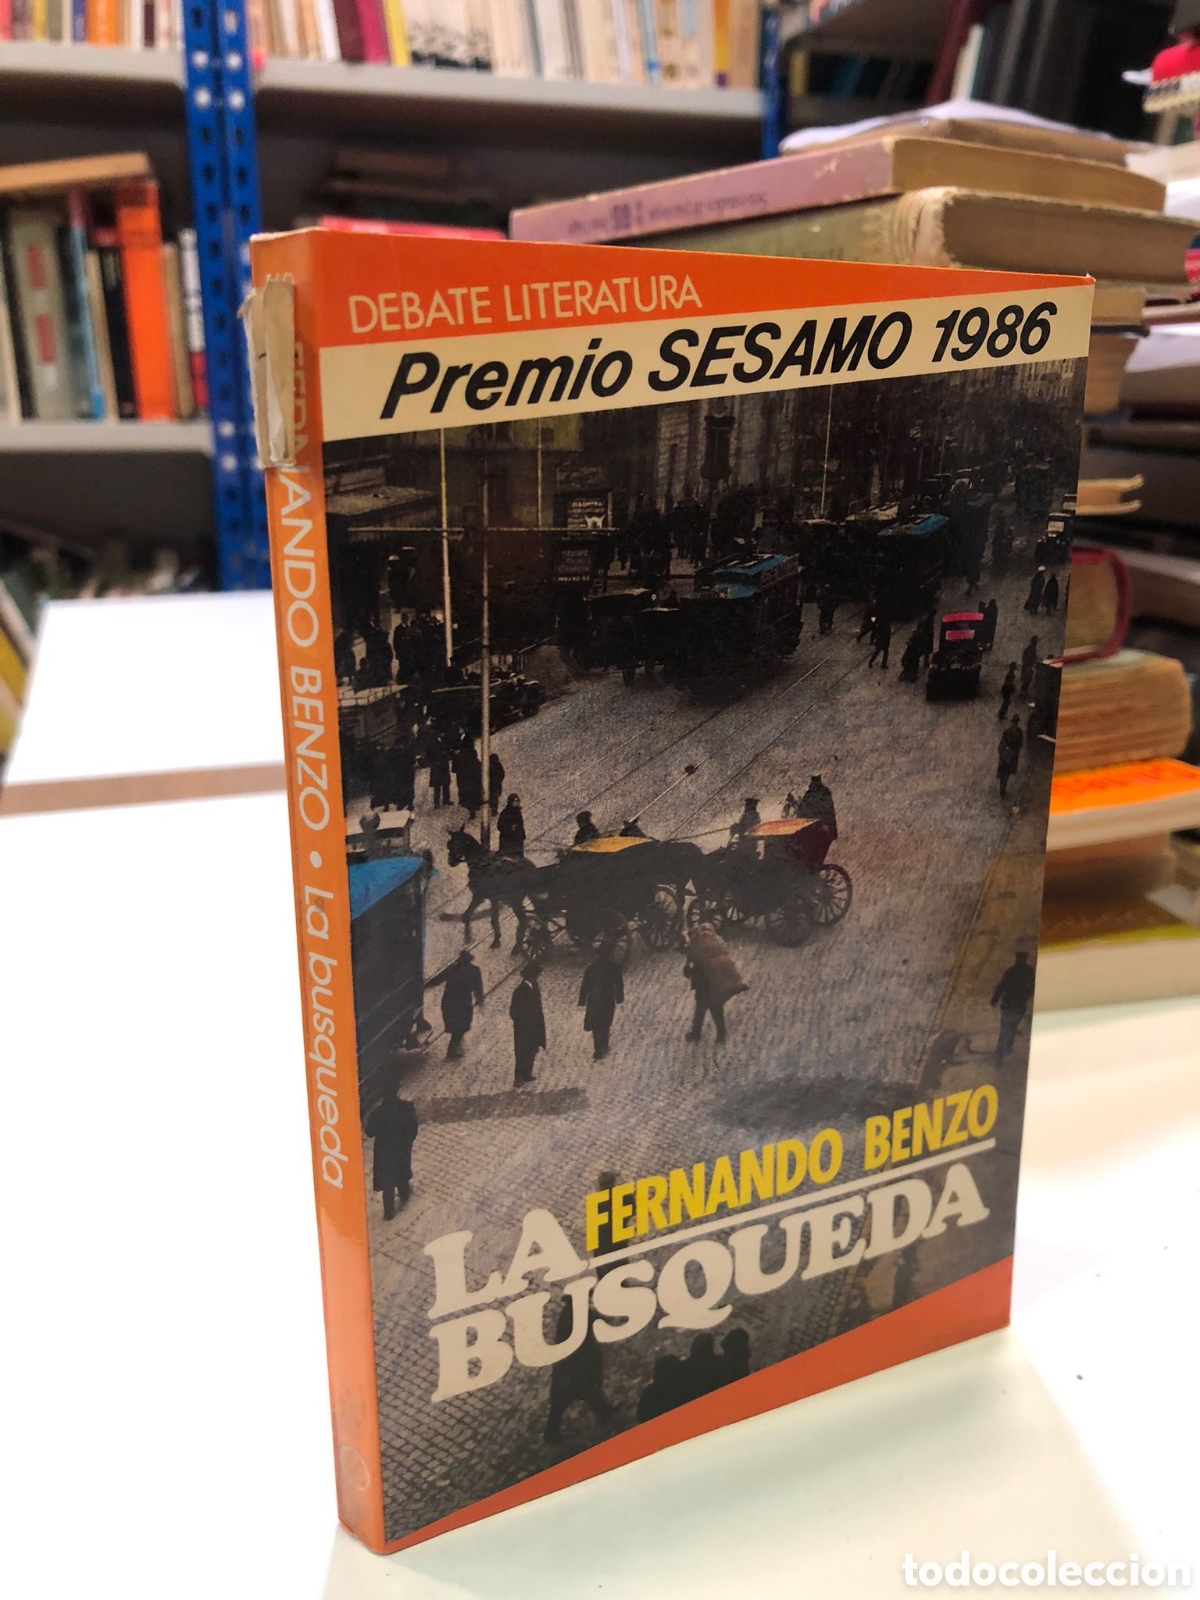 DEBATE LITERATURA
Premio SESAMO 1986
FERNANDO BENZO
LA
BUSQUEDA
FERNANDO BENZO • La busqueda
todocoleccion